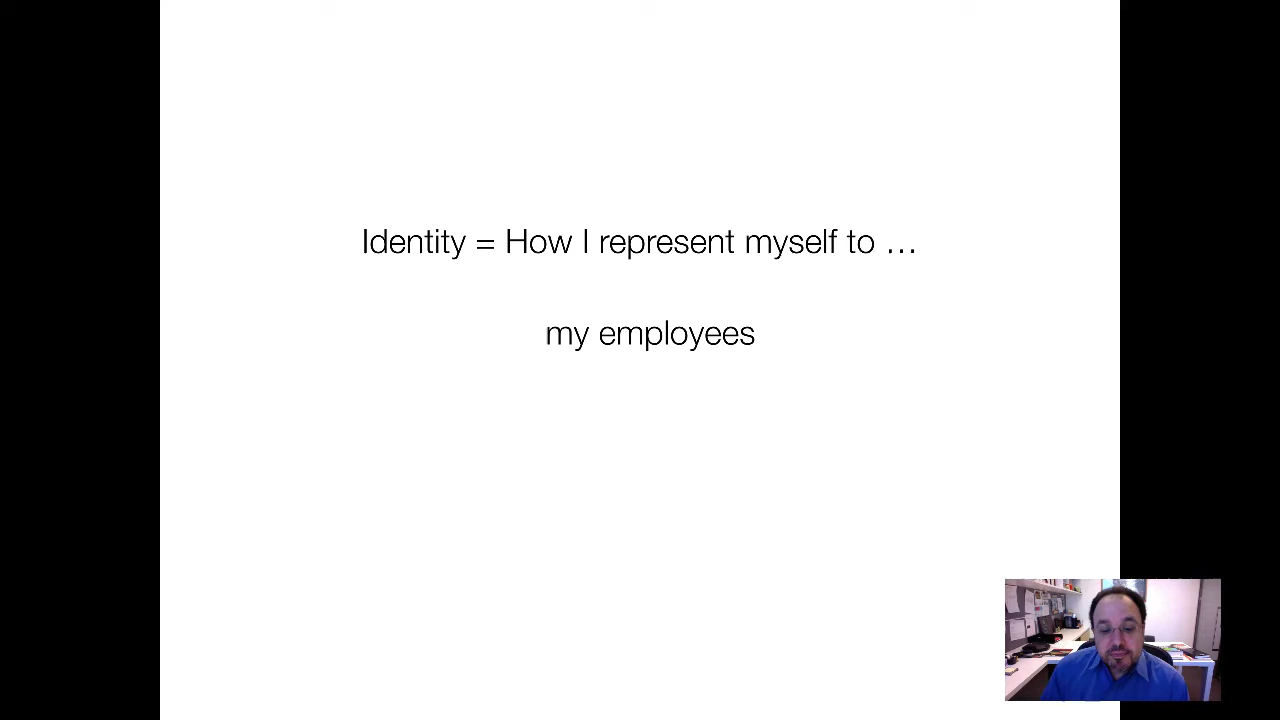 Identity = How I represent myself to …
my employees